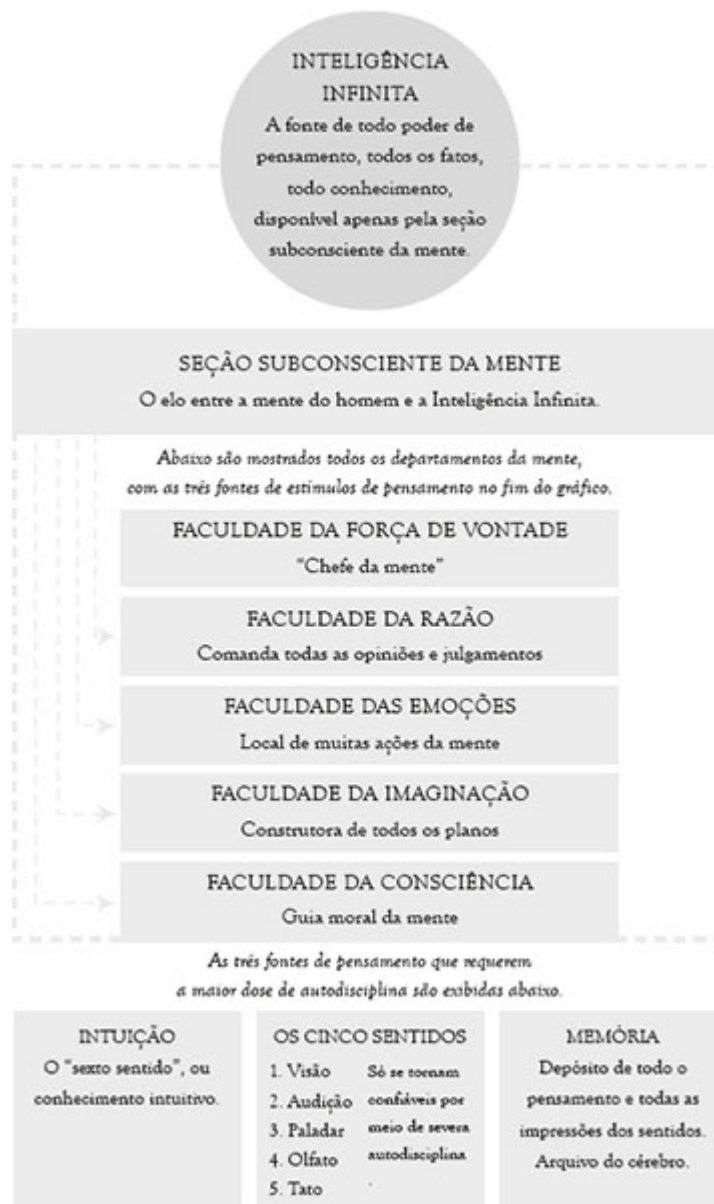 INTELIGÊNCIA
INFINITA
A fonte de todo poder de
pensamento, todos os fatos,
todo conhecimento,
disponível apenas pela seção
subconsciente da mente.
SEÇÃO SUBCONSCIENTE DA MENTE
O elo entre a mente do homem e a Inteligência Infinita.
Abaixo são mostrados todos os departamentos da mente,
com as três fontes de estímulos de pensamento no fim do gráfico.
FACULDADE DA FORÇA DE VONTADE
“Chefe da mente”
FACULDADE DA RAZÃO
Comanda todas as opiniões e julgamentos
FACULDADE DAS EMOÇÕES
Local de muitas ações da mente
FACULDADE DA IMAGINAÇÃO
Construtora de todos os planos
FACULDADE DA CONSCIÊNCIA
Guia moral da mente
As três fontes de pensamento que requerem
a maior dose de autodisciplina são exibidas abaixo.
INTUIÇÃO
O “sexto sentido”, ou
conhecimento intuitivo.
OS CINCO SENTIDOS
1. Visão
2. Audição
3. Paladar
4. Olfato
5. Tato
Só se tornam
confiáveis por
meio de severa
autodisciplina
.
MEMÓRIA
Depósito de todo o
pensamento e todas as
impressões dos sentidos.
Arquivo do cérebro.